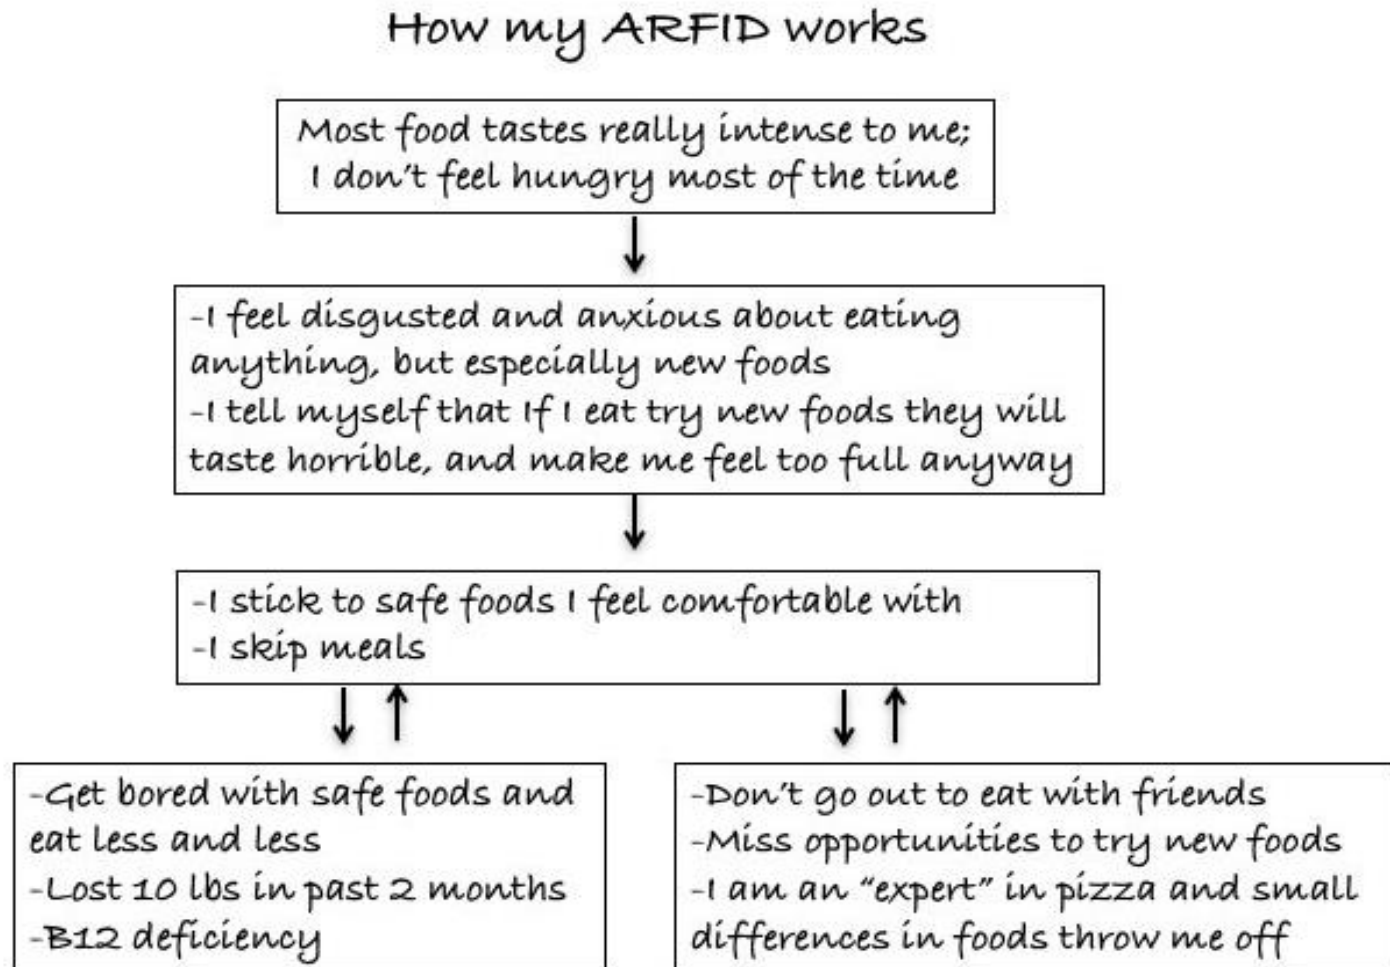 How my ARFID works
Most food tastes really intense to me;
I don't feel hungry most of the time
-I feel disgusted and anxious about eating
anything, but especially new foods
-I tell myself that If I eat try new foods they will
taste horrible, and make me feel too full anyway
-I stick to safe foods I feel comfortable with
-I skip meals
-Get bored with safe foods and
eat less and less
-Lost 10 lbs in past 2 months
-B12 deficiency
-Don't go out to eat with friends
-Miss opportunities to try new foods
-I am an “expert” in pizza and small
differences in foods throw me off